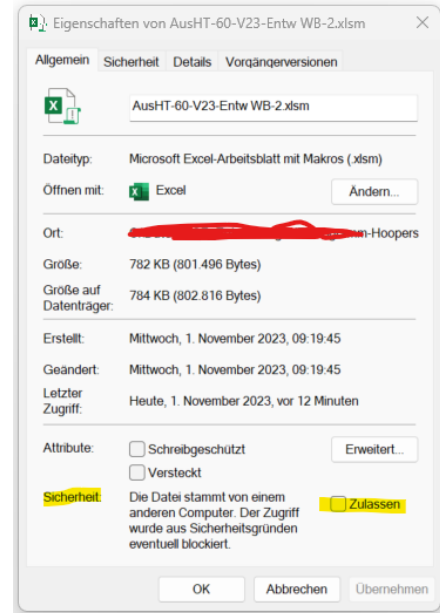 Eigenschaften von AusHT-60-V23-Entw WB-2.xlsm
Allgemein Sicherheit Details Vorgängerversionen
AusHT-60-V23-Entw WB-2.xlsm
Dateityp: Microsoft Excel-Arbeitsblatt mit Makros (.xlsm)
Öffnen mit: Excel Ändern...
Ort: -Hoopers
Größe: 782 KB (801.496 Bytes)
Größe auf
Datenträger: 784 KB (802.816 Bytes)
Erstellt: Mittwoch, 1. November 2023, 09:19:45
Geändert: Mittwoch, 1. November 2023, 09:19:45
Letzter
Zugriff: Heute, 1. November 2023, vor 12 Minuten
Attribute: Schreibgeschützt Erweitert...
Versteckt
Sicherheit: Die Datei stammt von einem Zulassen
anderen Computer. Der Zugriff
wurde aus Sicherheitsgründen
eventuell blockiert.
OK Abbrechen Übernehmen